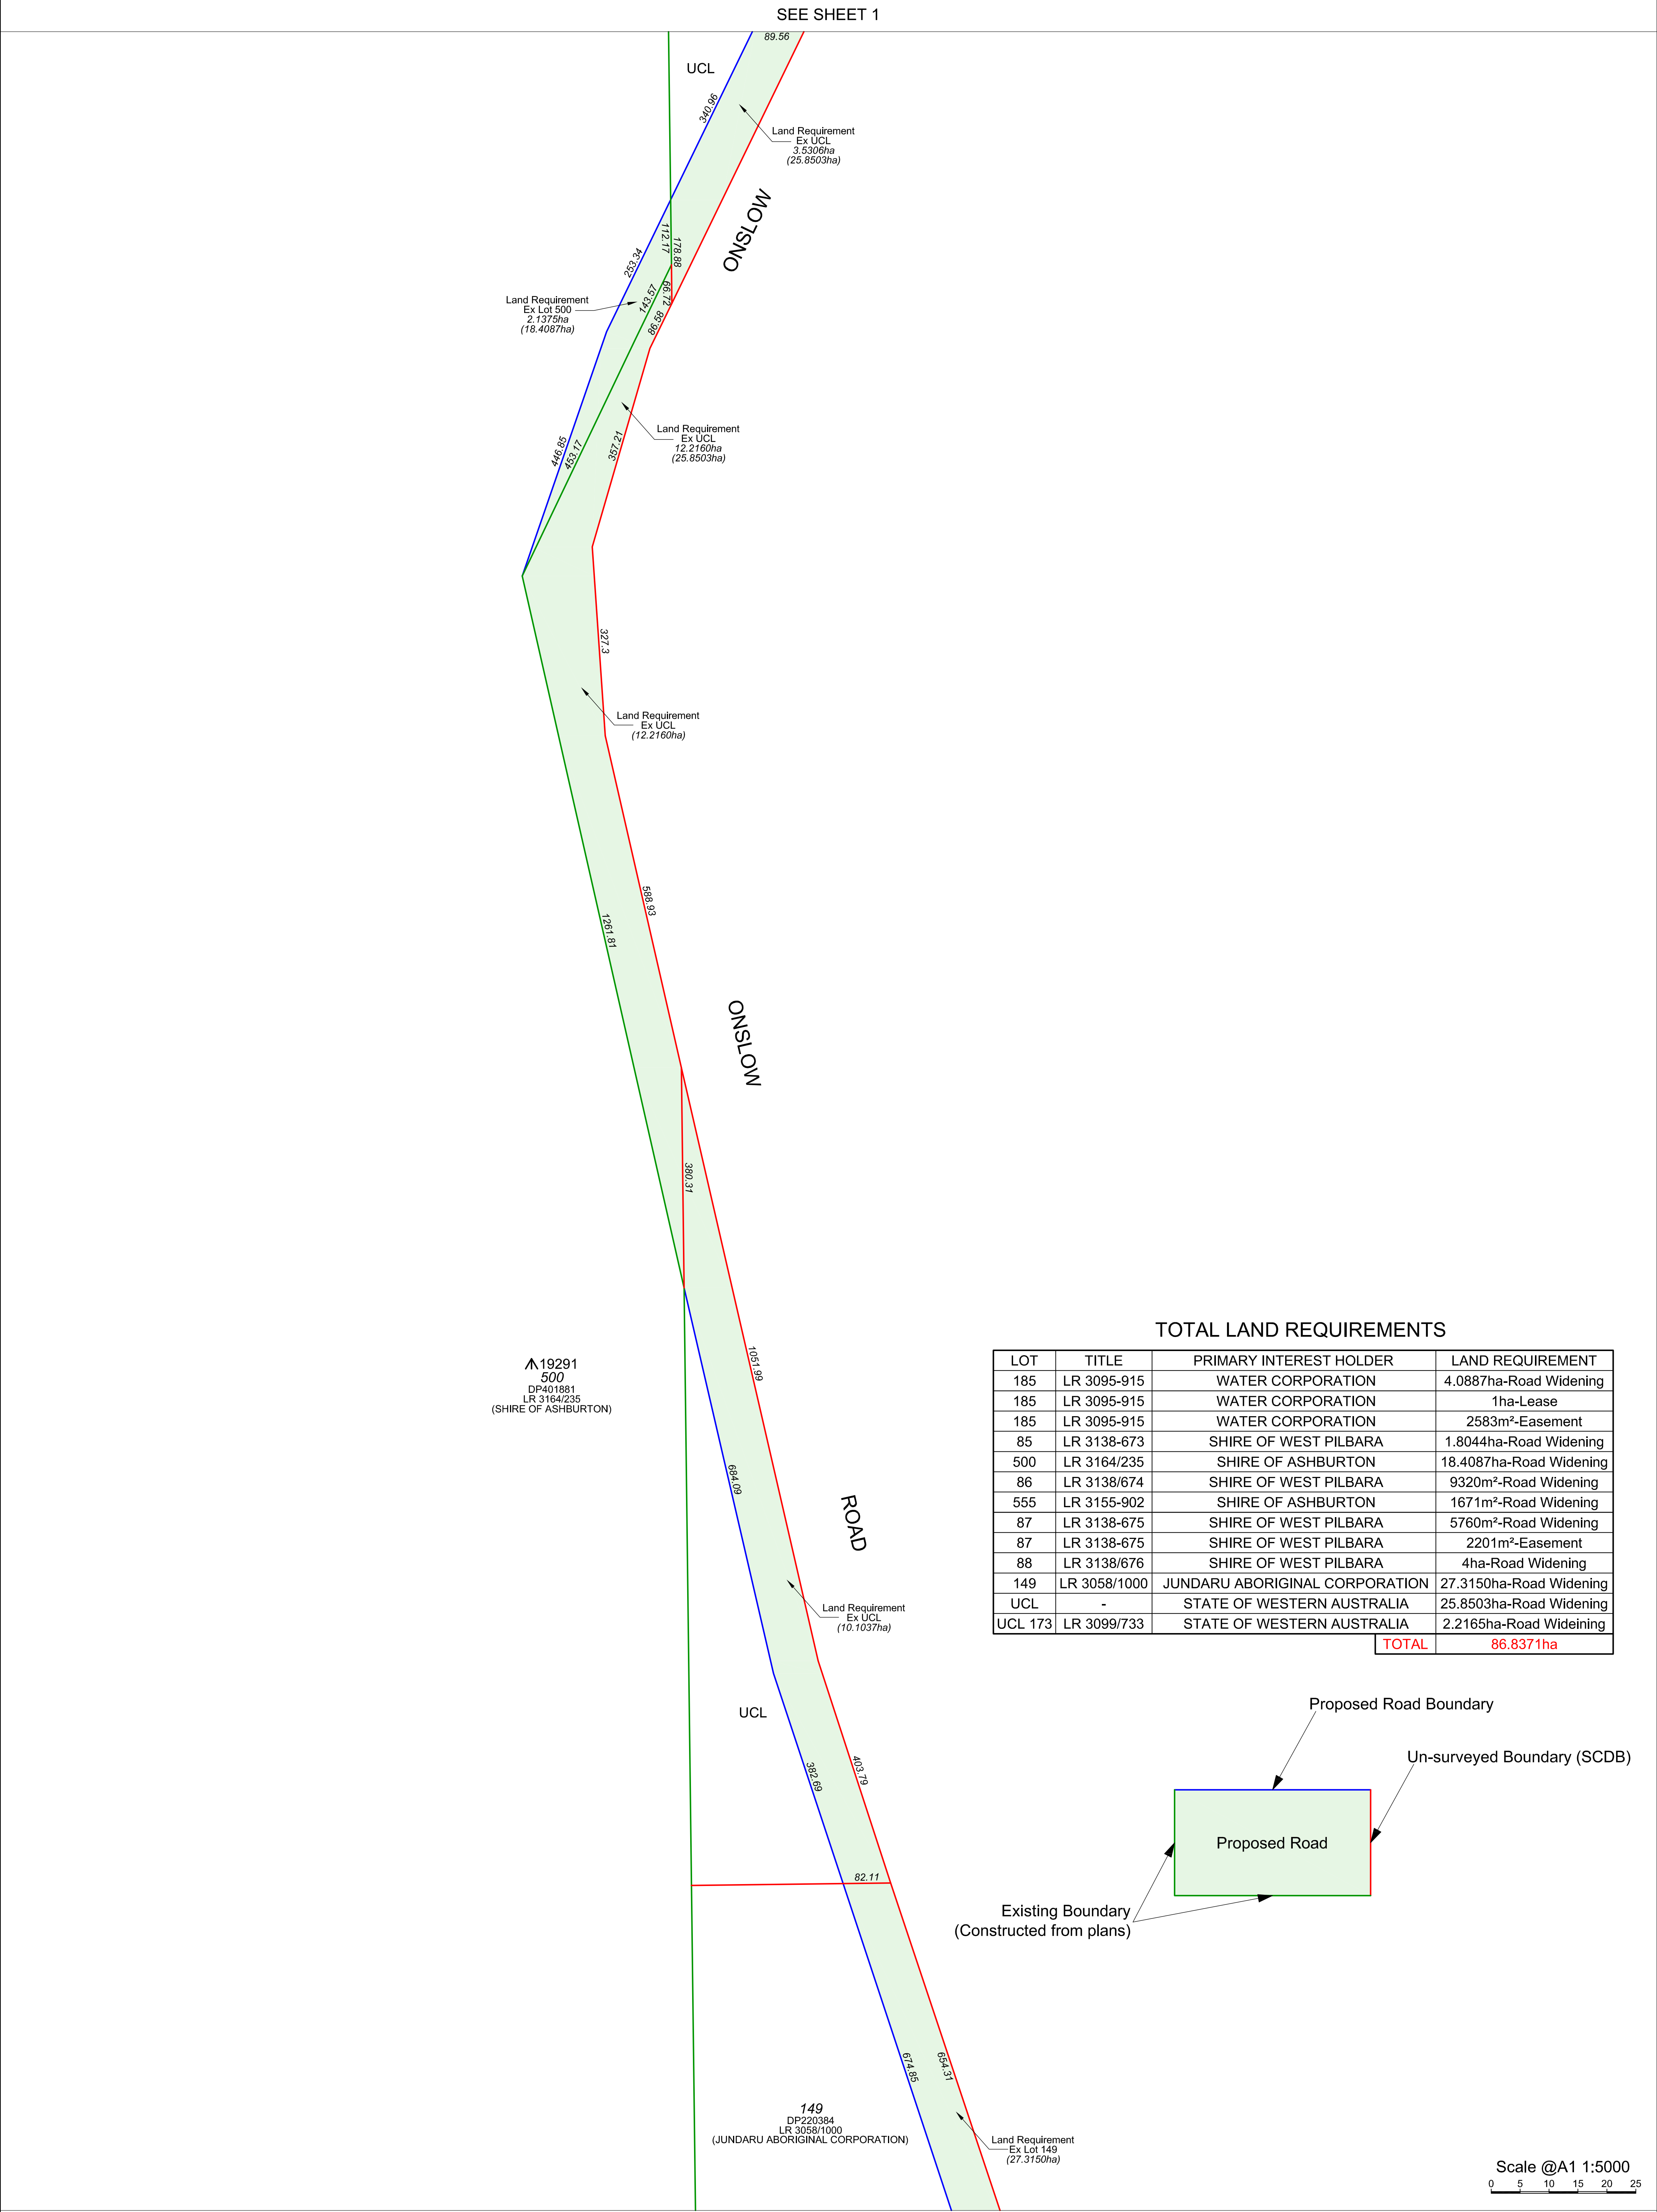 SEE SHEET 1
89.56
UCL
340.96
Land Requirement
Ex UCL
3.5306ha
(25.8503ha)
ONSLOW
112.17
178.88
253.34
66.72
143.57
86.58
Land Requirement
Ex Lot 500
2.1375ha
(18.4087ha)
Land Requirement
Ex UCL
12.2160ha
(25.8503ha)
357.21
446.85
453.17
327.3
Land Requirement
Ex UCL
(12.2160ha)
588.93
1261.81
ONSLOW
380.31
19291
500
DP401881
LR 3164/235
(SHIRE OF ASHBURTON)
1051.99
684.09
ROAD
Land Requirement
Ex UCL
(10.1037ha)
UCL
382.69
403.79
82.11
674.85
654.31
149
DP220384
LR 3058/1000
(JUNDARU ABORIGINAL CORPORATION)
Land Requirement
Ex Lot 149
(27.3150ha)
TOTAL LAND REQUIREMENTS
LOT TITLE PRIMARY INTEREST HOLDER LAND REQUIREMENT
185 LR 3095-915 WATER CORPORATION 4.0887ha-Road Widening
185 LR 3095-915 WATER CORPORATION 1ha-Lease
185 LR 3095-915 WATER CORPORATION 2583m²-Easement
85 LR 3138-673 SHIRE OF WEST PILBARA 1.8044ha-Road Widening
500 LR 3164/235 SHIRE OF ASHBURTON 18.4087ha-Road Widening
86 LR 3138/674 SHIRE OF WEST PILBARA 9320m²-Road Widening
555 LR 3155-902 SHIRE OF ASHBURTON 1671m²-Road Widening
87 LR 3138-675 SHIRE OF WEST PILBARA 5760m²-Road Widening
87 LR 3138-675 SHIRE OF WEST PILBARA 2201m²-Easement
88 LR 3138/676 SHIRE OF WEST PILBARA 4ha-Road Widening
149 LR 3058/1000 JUNDARU ABORIGINAL CORPORATION 27.3150ha-Road Widening
UCL - STATE OF WESTERN AUSTRALIA 25.8503ha-Road Widening
UCL 173 LR 3099/733 STATE OF WESTERN AUSTRALIA 2.2165ha-Road Wideining
TOTAL 86.8371ha
Proposed Road Boundary
Un-surveyed Boundary (SCDB)
Proposed Road
Existing Boundary
(Constructed from plans)
Scale @A1 1:5000
0 5 10 15 20 25